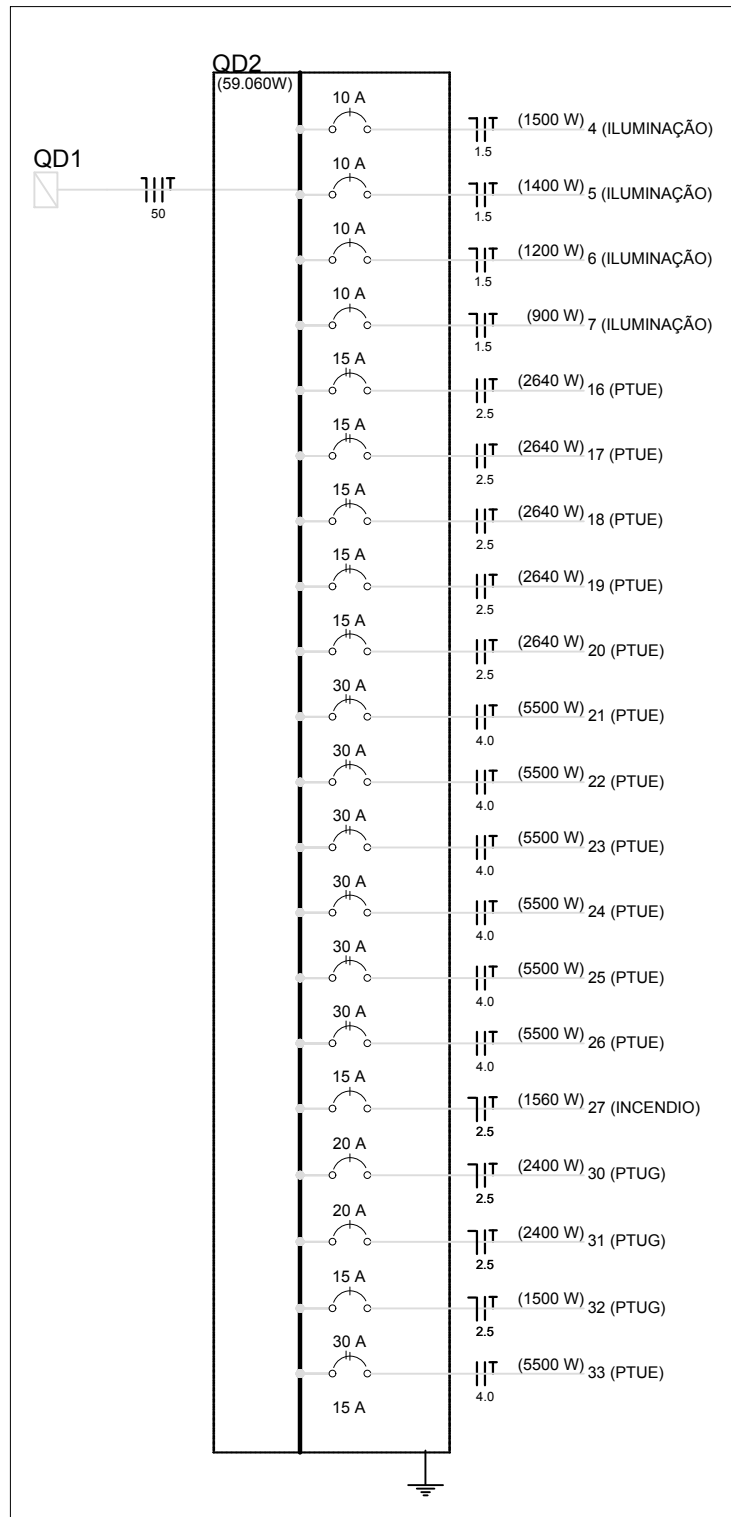 QD2
(59.060W)
QD1
50
10 A
(1500 W) 4 (ILUMINAÇÃO)
1.5
10 A
(1400 W) 5 (ILUMINAÇÃO)
1.5
10 A
(1200 W) 6 (ILUMINAÇÃO)
1.5
10 A
(900 W) 7 (ILUMINAÇÃO)
1.5
15 A
(2640 W) 16 (PTUE)
2.5
15 A
(2640 W) 17 (PTUE)
2.5
15 A
(2640 W) 18 (PTUE)
2.5
15 A
(2640 W) 19 (PTUE)
2.5
15 A
(2640 W) 20 (PTUE)
2.5
30 A
(5500 W) 21 (PTUE)
4.0
30 A
(5500 W) 22 (PTUE)
4.0
30 A
(5500 W) 23 (PTUE)
4.0
30 A
(5500 W) 24 (PTUE)
4.0
30 A
(5500 W) 25 (PTUE)
4.0
30 A
(5500 W) 26 (PTUE)
4.0
15 A
(1560 W) 27 (INCENDIO)
2.5
20 A
(2400 W) 30 (PTUG)
2.5
20 A
(2400 W) 31 (PTUG)
2.5
15 A
(1500 W) 32 (PTUG)
2.5
30 A
(5500 W) 33 (PTUE)
4.0
15 A